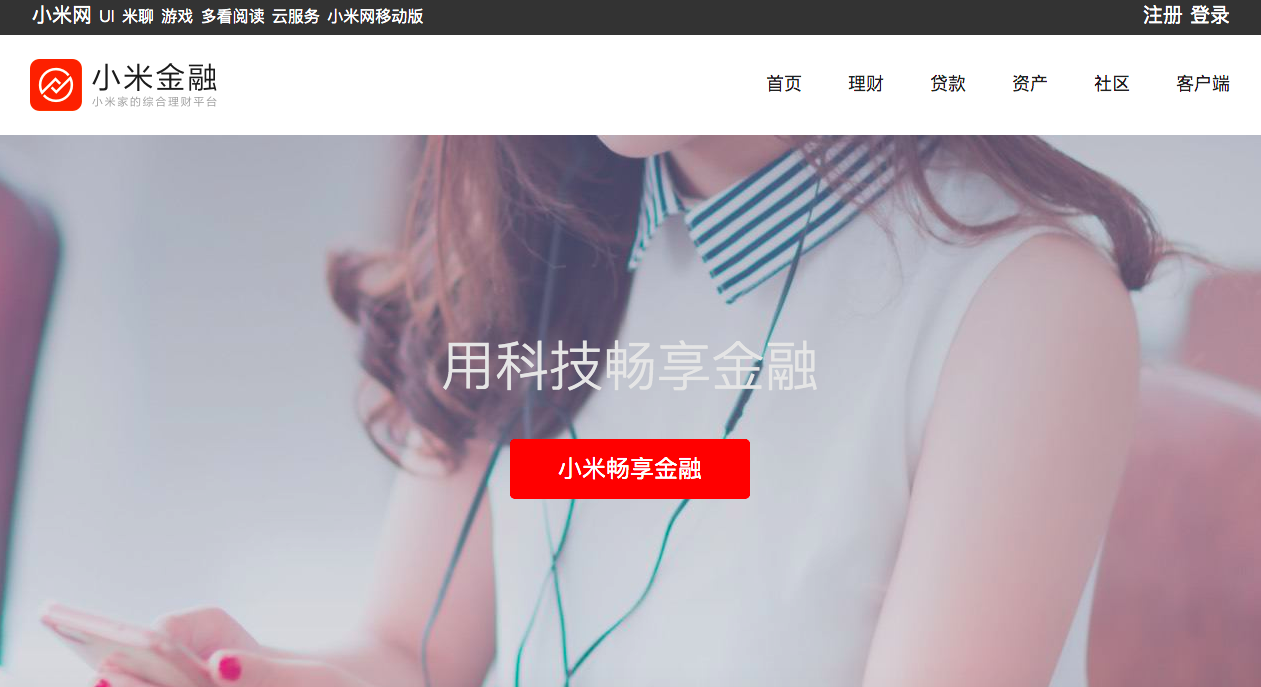 小米网 UI 米聊 游戏 多看阅读 云服务 小米网移动版 注册 登录
小米金融
小米家的综合理财平台
首页 理财 贷款 资产 社区 客户端
用科技畅享金融
小米畅享金融